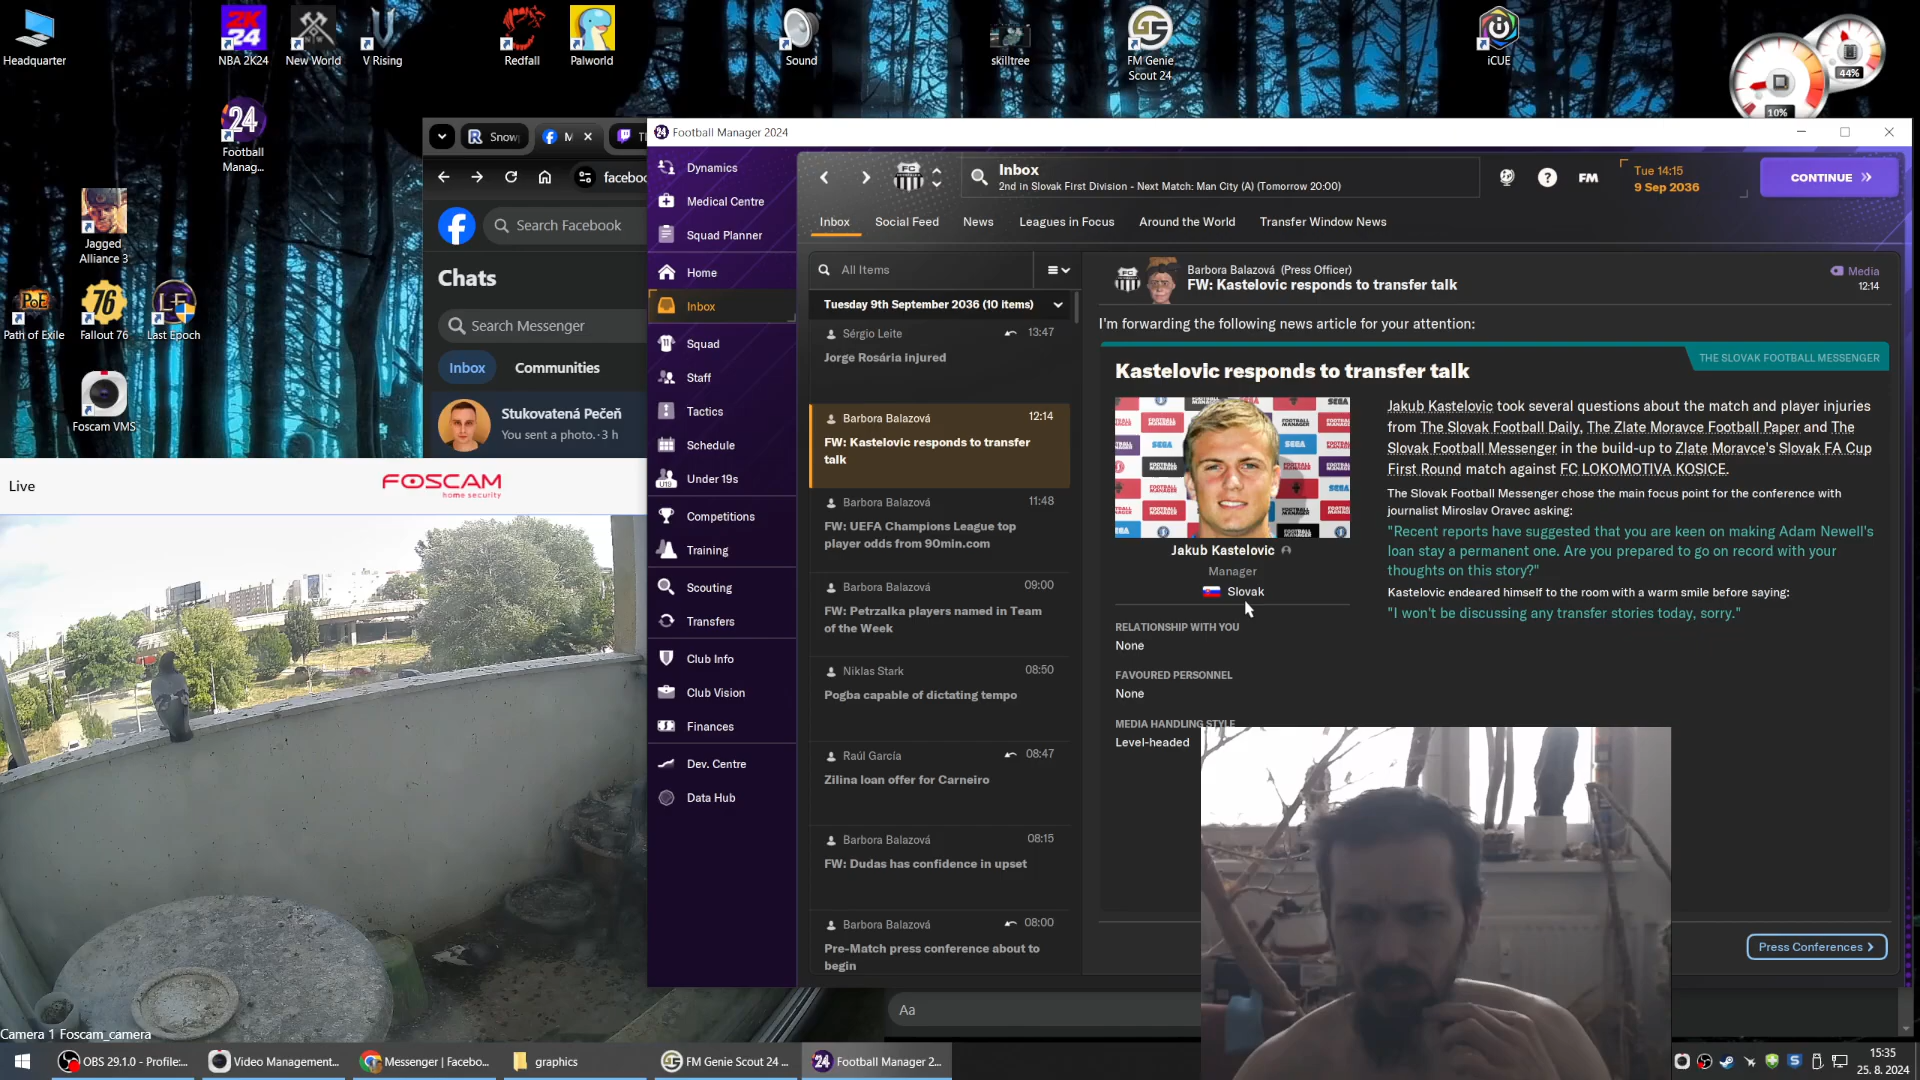 Headquarter
NBA 2K24
New World
V Rising
Redfall
Palworld
Sound
skilltree
FM Genie
Scout 24
iCUE
44%
10%
24
Football
Manag...
Jagged
Alliance 3
Path of Exile
Fallout 76
Last Epoch
Foscam VMS
Snow
M
facebo
Search Facebook
Chats
Search Messenger
Inbox
Communities
Stukovatená Pečeň
You sent a photo. · 3 h
Live
FOSCAM
home security
Camera 1 Foscam_camera
Football Manager 2024
Dynamics
Medical Centre
Squad Planner
Home
Inbox
Squad
Staff
Tactics
Schedule
Under 19s
Competitions
Training
Scouting
Transfers
Club Info
Club Vision
Finances
Dev. Centre
Data Hub
Inbox
2nd in Slovak First Division - Next Match: Man City (A) (Tomorrow 20:00)
FM
Tue 14:15
9 Sep 2036
CONTINUE
Inbox
Social Feed
News
Leagues in Focus
Around the World
Transfer Window News
All Items
Tuesday 9th September 2036 (10 items)
Sérgio Leite
13:47
Jorge Rosária injured
Barbora Balazová
12:14
FW: Kastelovic responds to transfer
talk
Barbora Balazová
11:48
FW: UEFA Champions League top
player odds from 90min.com
Barbora Balazová
09:00
FW: Petrzalka players named in Team
of the Week
Niklas Stark
08:50
Pogba capable of dictating tempo
Raúl García
08:47
Zilina loan offer for Carneiro
Barbora Balazová
08:15
FW: Dudas has confidence in upset
Barbora Balazová
08:00
Pre-Match press conference about to
begin
Barbora Balazová (Press Officer)
FW: Kastelovic responds to transfer talk
Media
12:14
I'm forwarding the following news article for your attention:
THE SLOVAK FOOTBALL MESSENGER
Kastelovic responds to transfer talk
Jakub Kastelovic
Manager
Slovak
RELATIONSHIP WITH YOU
None
FAVOURED PERSONNEL
None
MEDIA HANDLING STYLE
Level-headed
Jakub Kastelovic took several questions about the match and player injuries
from The Slovak Football Daily, The Zlate Moravce Football Paper and The
Slovak Football Messenger in the build-up to Zlate Moravce's Slovak FA Cup
First Round match against FC LOKOMOTIVA KOSICE.
The Slovak Football Messenger chose the main focus point for the conference with
journalist Miroslav Oravec asking:
"Recent reports have suggested that you are keen on making Adam Newell's
loan stay a permanent one. Are you prepared to go on record with your
thoughts on this story?"
Kastelovic endeared himself to the room with a warm smile before saying:
"I won't be discussing any transfer stories today, sorry."
Press Conferences
Aa
OBS 29.1.0 - Profile:...
Video Management...
Messenger | Facebo...
graphics
FM Genie Scout 24 ...
Football Manager 2...
15:35
25. 8. 2024